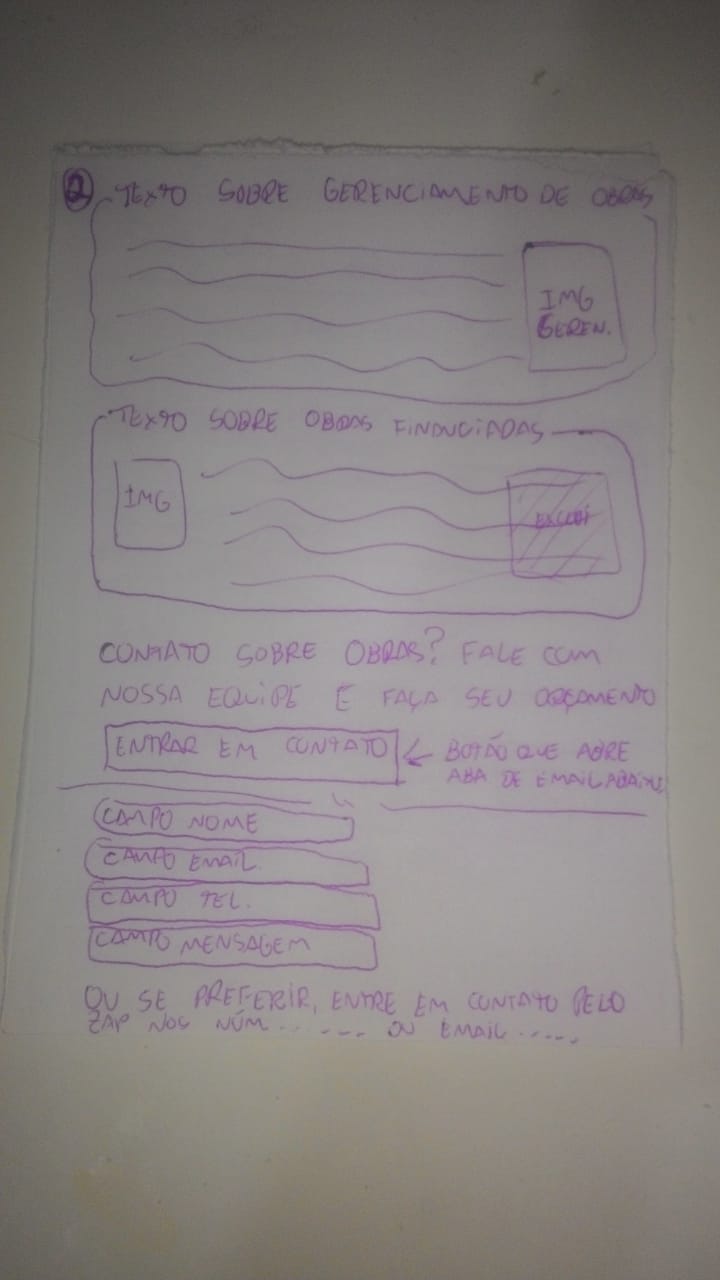 2 TEXTO SOBRE GERENCIAMENTO DE OBRAS
IMG
GEREN.
TEXTO SOBRE OBRAS FINANCIADAS
IMG
CONTATO SOBRE OBRAS? FALE COM
NOSSA EQUIPE E FAÇA SEU ORÇAMENTO
ENTRAR EM CONTATO
BOTÃO QUE ABRE
ABA DE EMAIL ABAIXO
CAMPO NOME
CAMPO EMAIL.
CAMPO TEL.
CAMPO MENSAGEM
OU SE PREFERIR, ENTRE EM CONTATO PELO
ZAP NOS NÚM........ OU EMAIL.....